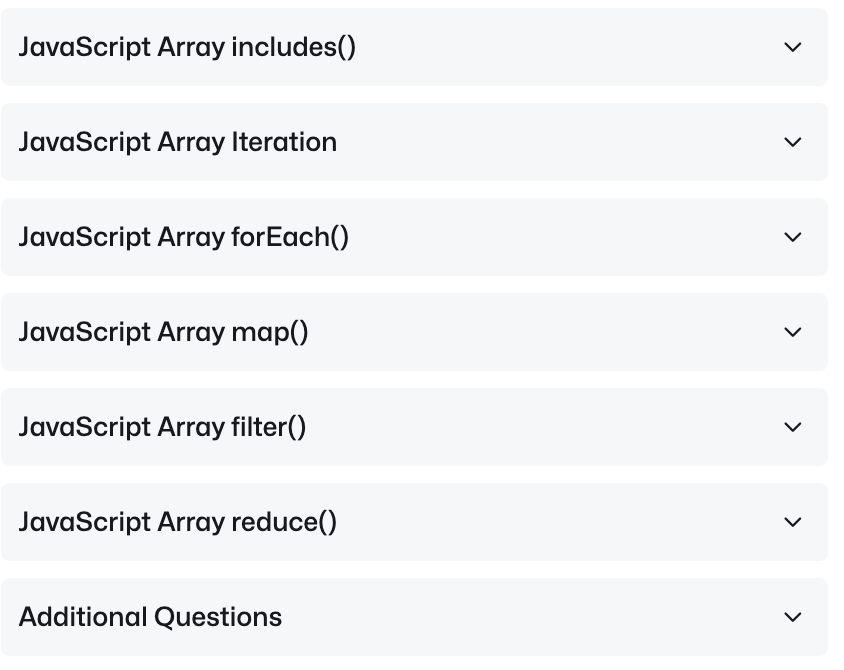 JavaScript Array includes()
JavaScript Array Iteration
JavaScript Array forEach()
JavaScript Array map()
JavaScript Array filter()
JavaScript Array reduce()
Additional Questions